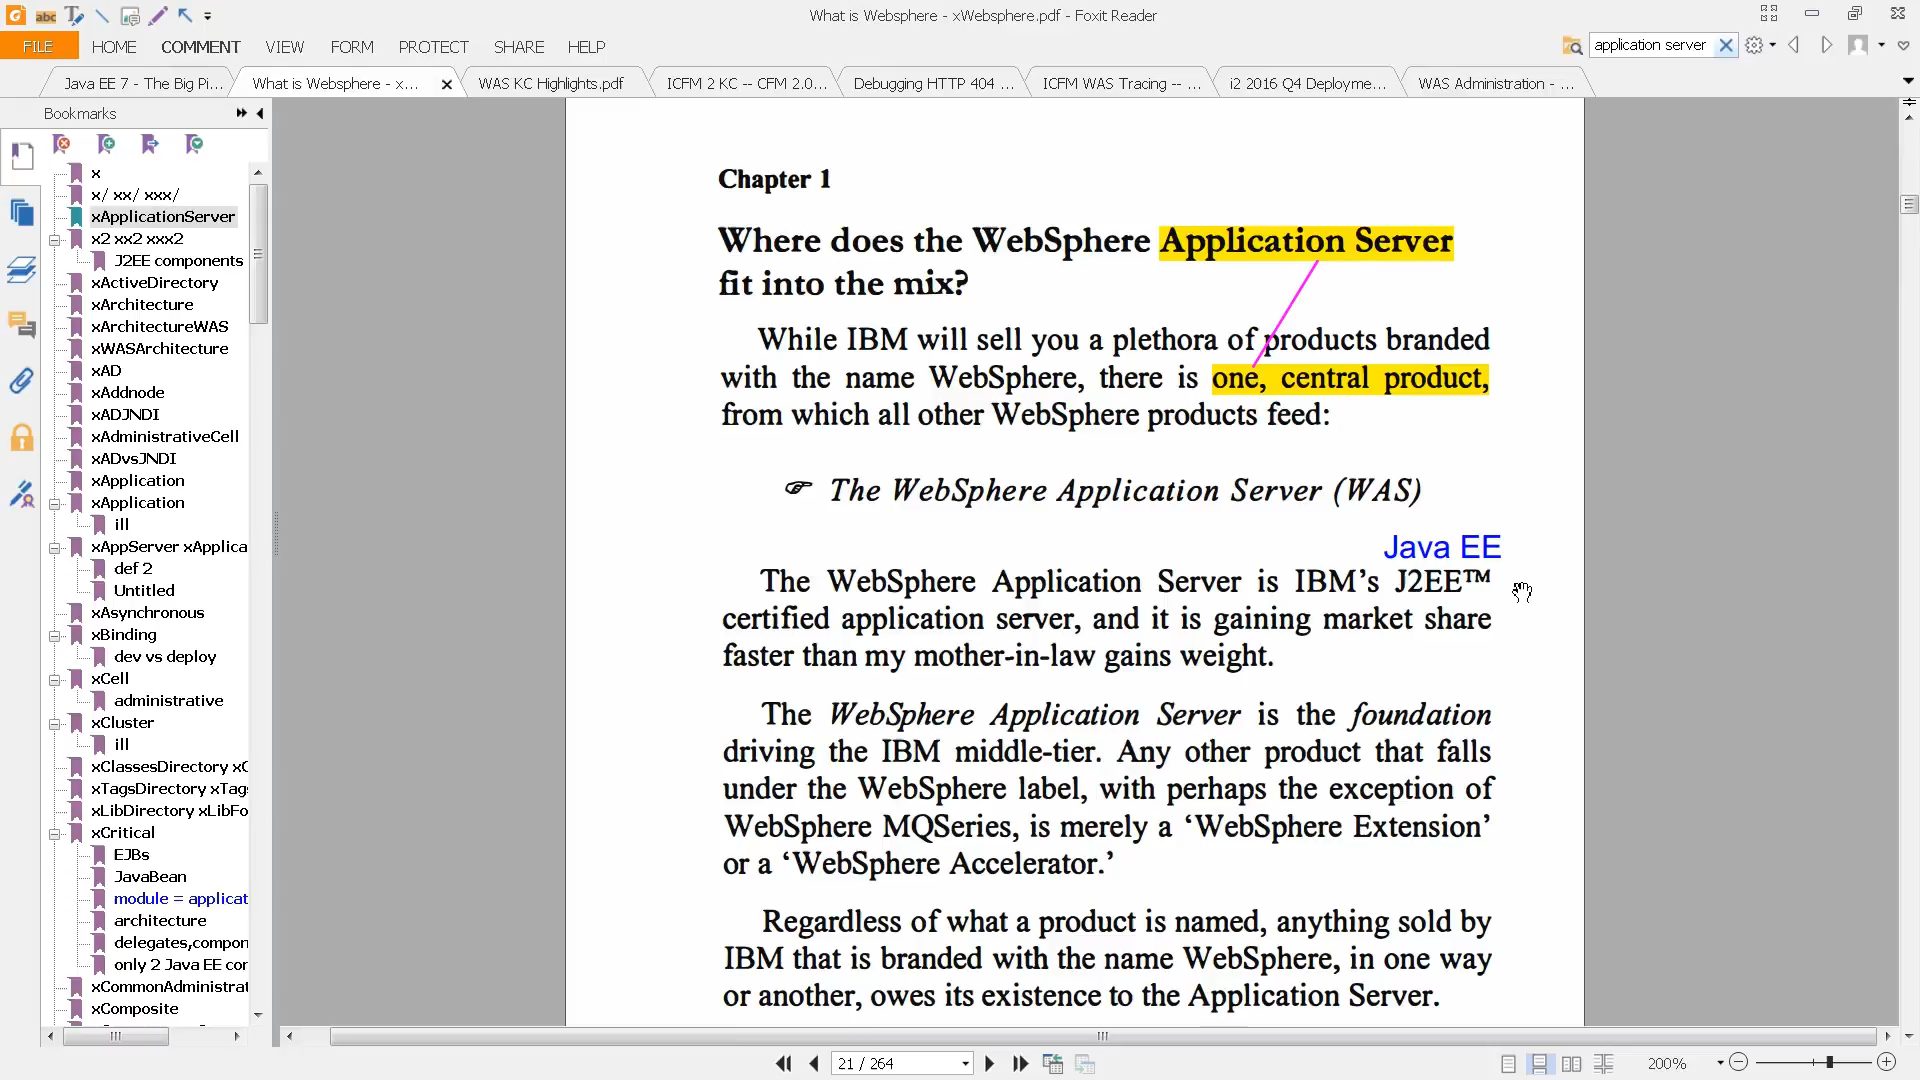 What is Websphere - xWebsphere.pdf - Foxit Reader
FILE HOME COMMENT VIEW FORM PROTECT SHARE HELP
application server
Java EE 7 - The Big Pi... What is Websphere - x... WAS KC Highlights.pdf ICFM 2 KC -- CFM 2.0... Debugging HTTP 404 ... ICFM WAS Tracing -- ... i2 2016 Q4 Deployme... WAS Administration - ...
Bookmarks
x
x/ xx/ xxx/
xApplicationServer
x2 xx2 xxx2
J2EE components
xActiveDirectory
xArchitecture
xArchitectureWAS
xWASArchitecture
xAD
xAddnode
xADJNDI
xAdministrativeCell
xADvsJNDI
xApplication
xApplication
ill
xAppServer xApplica
def 2
Untitled
xAsynchronous
xBinding
dev vs deploy
xCell
administrative
xCluster
ill
xClassesDirectory xC
xTagsDirectory xTag
xLibDirectory xLibFo
xCritical
EJBs
JavaBean
module = applicat
architecture
delegates,compon
only 2 Java EE cor
xCommonAdministrat
xComposite
Chapter 1
Where does the WebSphere Application Server
fit into the mix?
While IBM will sell you a plethora of products branded
with the name WebSphere, there is one, central product,
from which all other WebSphere products feed:
☞ The WebSphere Application Server (WAS)
Java EE
The WebSphere Application Server is IBM's J2EE™
certified application server, and it is gaining market share
faster than my mother-in-law gains weight.
The WebSphere Application Server is the foundation
driving the IBM middle-tier. Any other product that falls
under the WebSphere label, with perhaps the exception of
WebSphere MQSeries, is merely a 'WebSphere Extension'
or a 'WebSphere Accelerator.'
Regardless of what a product is named, anything sold by
IBM that is branded with the name WebSphere, in one way
or another, owes its existence to the Application Server.
21 / 264
200%